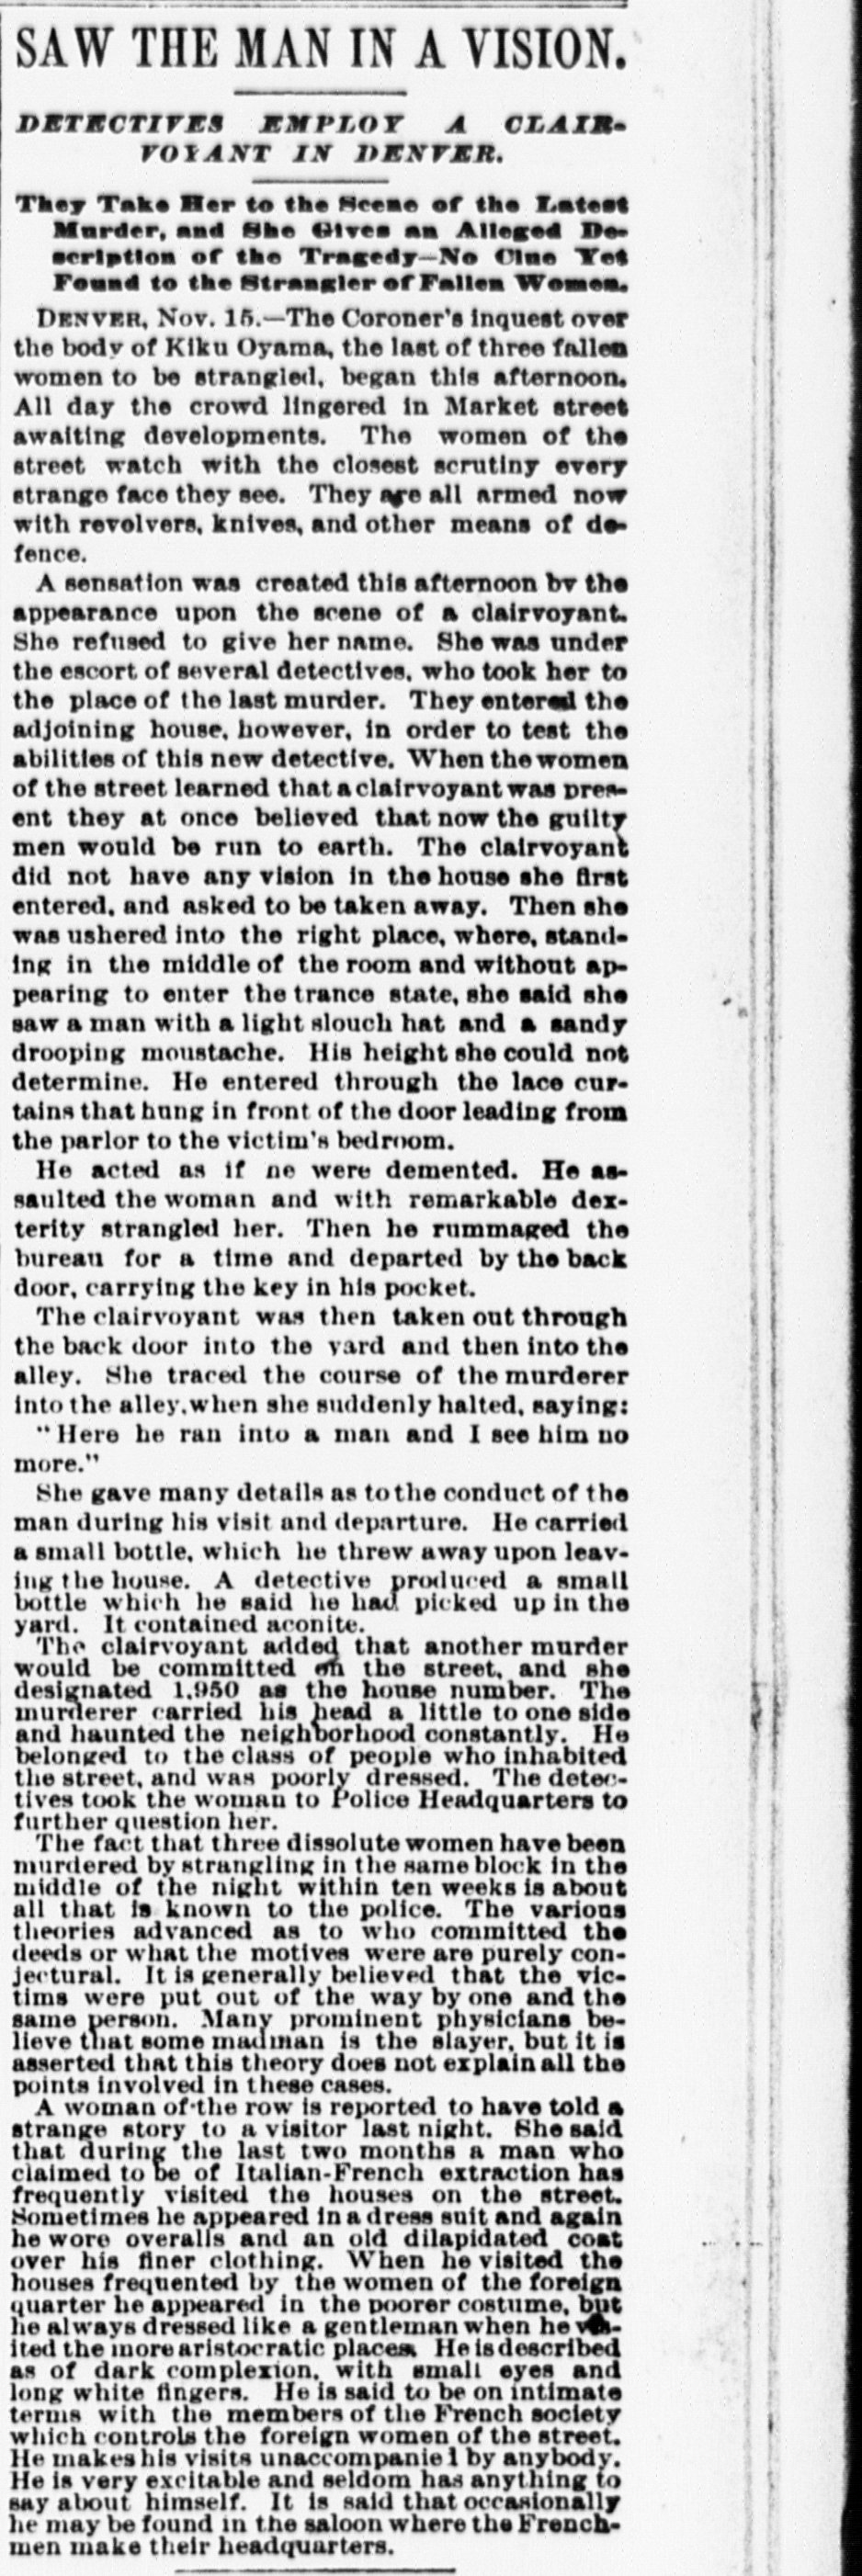 SAW THE MAN IN A VISION.
DETECTIVES EMPLOY A CLAIR-
VOYANT IN DENVER.
They Take Her to the Scene of the Latest
Murder, and She Gives an Alleged De-
scription of the Tragedy—No Clue Yet
Found to the Strangler of Fallen Women.
DENVER, Nov. 15.—The Coroner's inquest over
the body of Kiku Oyama, the last of three fallen
women to be strangled, began this afternoon.
All day the crowd lingered in Market street
awaiting developments. The women of the
street watch with the closest scrutiny every
strange face they see. They are all armed now
with revolvers, knives, and other means of de-
fence.
A sensation was created this afternoon by the
appearance upon the scene of a clairvoyant.
She refused to give her name. She was under
the escort of several detectives, who took her to
the place of the last murder. They entered the
adjoining house, however, in order to test the
abilities of this new detective. When the women
of the street learned that a clairvoyant was pres-
ent they at once believed that now the guilty
men would be run to earth. The clairvoyant
did not have any vision in the house she first
entered, and asked to be taken away. Then she
was ushered into the right place, where, stand-
ing in the middle of the room and without ap-
pearing to enter the trance state, she said she
saw a man with a light slouch hat and a sandy
drooping moustache. His height she could not
determine. He entered through the lace cur-
tains that hung in front of the door leading from
the parlor to the victim's bedroom.
He acted as if he were demented. He as-
saulted the woman and with remarkable dex-
terity strangled her. Then he rummaged the
bureau for a time and departed by the back
door, carrying the key in his pocket.
The clairvoyant was then taken out through
the back door into the yard and then into the
alley. She traced the course of the murderer
into the alley, when she suddenly halted, saying:
"Here he ran into a man and I see him no
more."
She gave many details as to the conduct of the
man during his visit and departure. He carried
a small bottle, which he threw away upon leav-
ing the house. A detective produced a small
bottle which he said he had picked up in the
yard. It contained aconite.
The clairvoyant added that another murder
would be committed on the street, and she
designated 1,950 as the house number. The
murderer carried his head a little to one side
and haunted the neighborhood constantly. He
belonged to the class of people who inhabited
the street, and was poorly dressed. The detec-
tives took the woman to Police Headquarters to
further question her.
The fact that three dissolute women have been
murdered by strangling in the same block in the
middle of the night within ten weeks is about
all that is known to the police. The various
theories advanced as to who committed the
deeds or what the motives were are purely con-
jectural. It is generally believed that the vic-
tims were put out of the way by one and the
same person. Many prominent physicians be-
lieve that some madman is the slayer, but it is
asserted that this theory does not explain all the
points involved in these cases.
A woman of the row is reported to have told a
strange story to a visitor last night. She said
that during the last two months a man who
claimed to be of Italian-French extraction has
frequently visited the houses on the street.
Sometimes he appeared in a dress suit and again
he wore overalls and an old dilapidated coat
over his finer clothing. When he visited the
houses frequented by the women of the foreign
quarter he appeared in the poorer costume, but
he always dressed like a gentleman when he vis-
ited the more aristocratic places. He is described
as of dark complexion, with small eyes and
long white fingers. He is said to be on intimate
terms with the members of the French society
which controls the foreign women of the street.
He makes his visits unaccompanied by anybody.
He is very excitable and seldom has anything to
say about himself. It is said that occasionally
he may be found in the saloon where the French-
men make their headquarters.